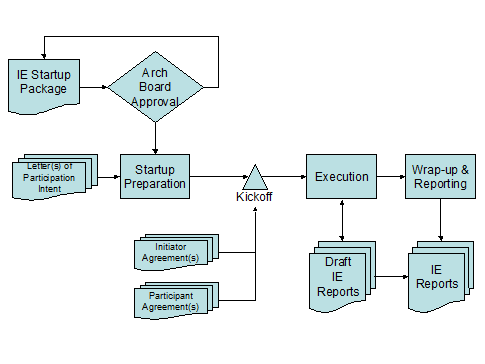 IE Startup
Package
Arch
Board
Approval
Letter(s) of
Participation
Intent
Startup
Preparation
Kickoff
Execution
Wrap-up &
Reporting
Initiator
Agreement(s)
Participant
Agreement(s)
Draft
IE
Reports
IE
Reports